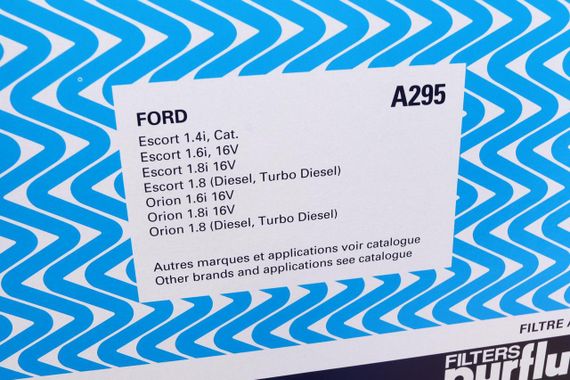 FORD
A295
Escort 1.4i, Cat.
Escort 1.6i, 16V
Escort 1.8i 16V
Escort 1.8 (Diesel, Turbo Diesel)
Orion 1.6i 16V
Orion 1.8i 16V
Orion 1.8 (Diesel, Turbo Diesel)
Autres marques et applications voir catalogue
Other brands and applications see catalogue
FILTRE
FILTERS